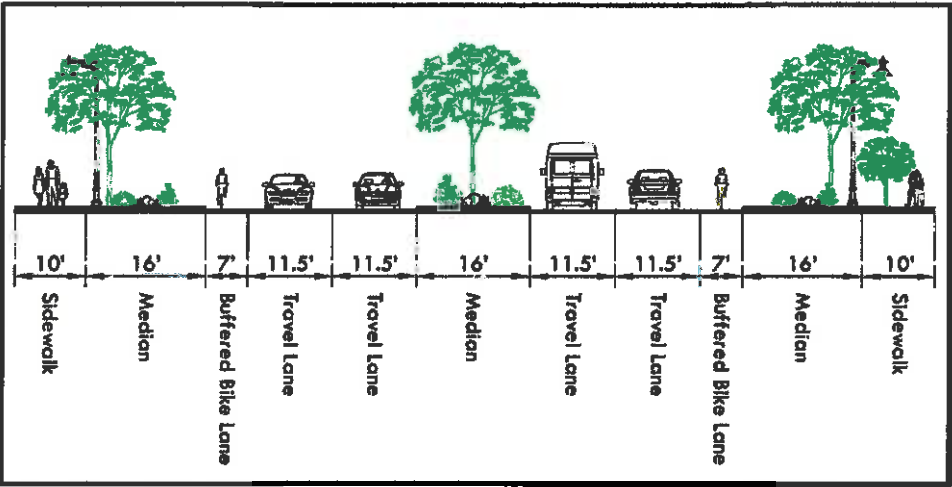 10' 16' 7' 11.5' 11.5' 16' 11.5' 11.5' 7' 16' 10'
Sidewalk
Median
Buffered Bike Lane
Travel Lane
Travel Lane
Median
Travel Lane
Travel Lane
Buffered Bike Lane
Median
Sidewalk